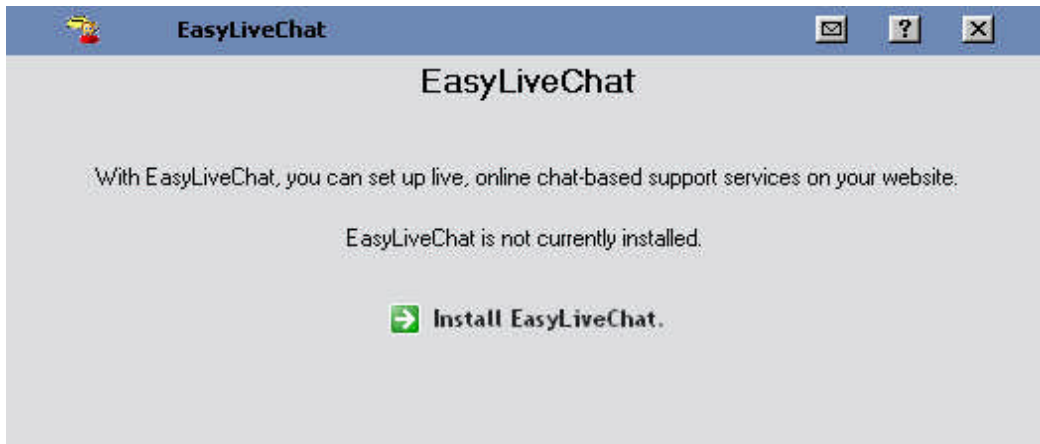 EasyLiveChat
?
EasyLiveChat
With EasyLiveChat, you can set up live, online chat-based support services on your website.
EasyLiveChat is not currently installed.
Install EasyLiveChat.